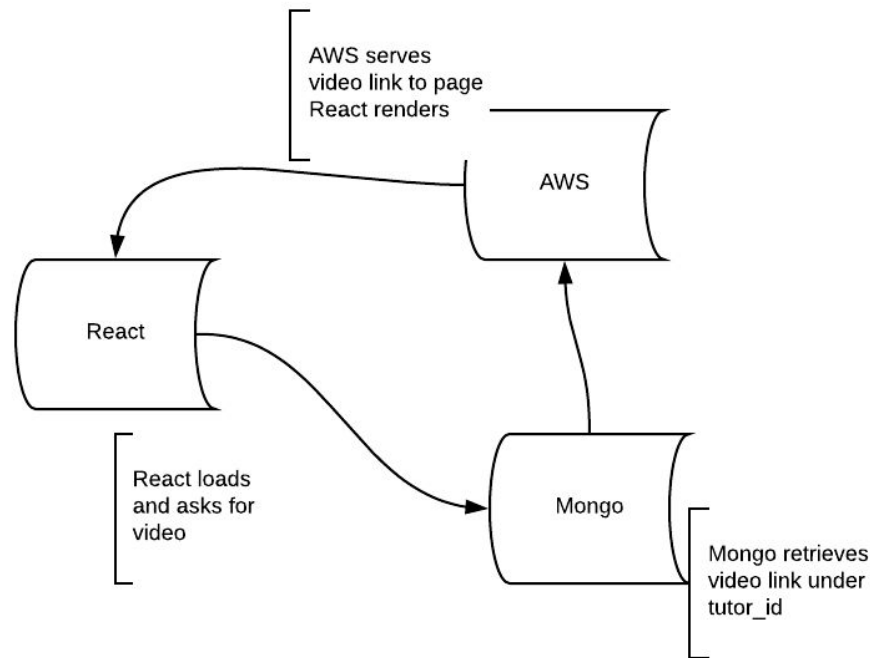 AWS serves
video link to page
React renders
AWS
React
React loads
and asks for
video
Mongo
Mongo retrieves
video link under
tutor_id